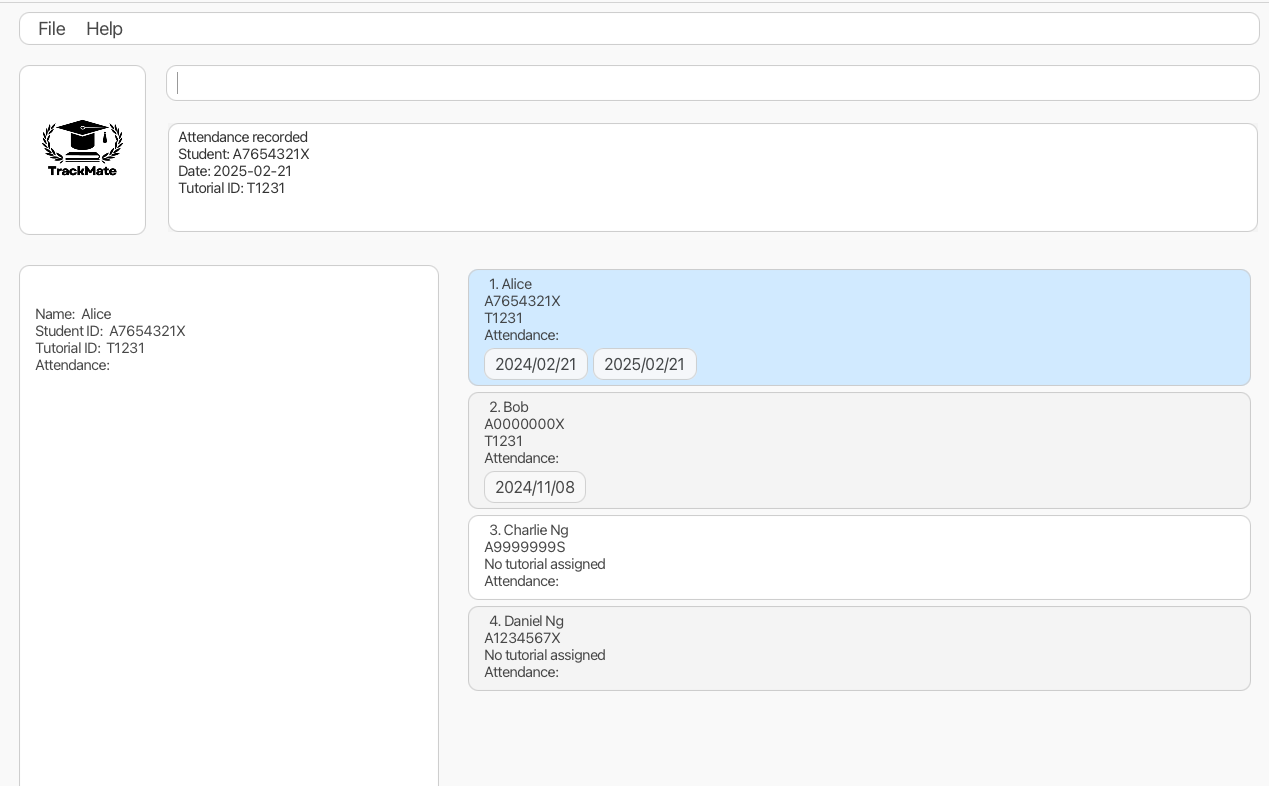 File Help
TrackMate
Attendance recorded
Student: A7654321X
Date: 2025-02-21
Tutorial ID: T1231
Name: Alice
Student ID: A7654321X
Tutorial ID: T1231
Attendance:
1. Alice
A7654321X
T1231
Attendance:
2024/02/21 2025/02/21
2. Bob
A0000000X
T1231
Attendance:
2024/11/08
3. Charlie Ng
A9999999S
No tutorial assigned
Attendance:
4. Daniel Ng
A1234567X
No tutorial assigned
Attendance: